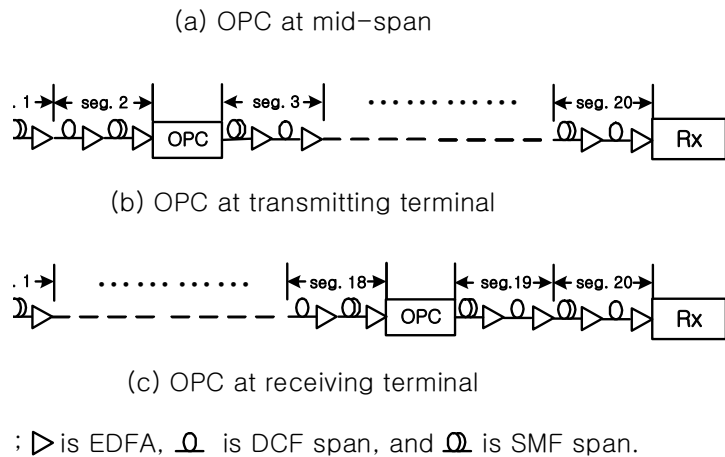 (a) OPC at mid-span
. 1 seg. 2 seg. 3 ·············· seg. 20
OPC Rx
(b) OPC at transmitting terminal
. 1 ·············· seg. 18 seg.19 seg. 20
OPC Rx
(c) OPC at receiving terminal
; is EDFA, is DCF span, and is SMF span.